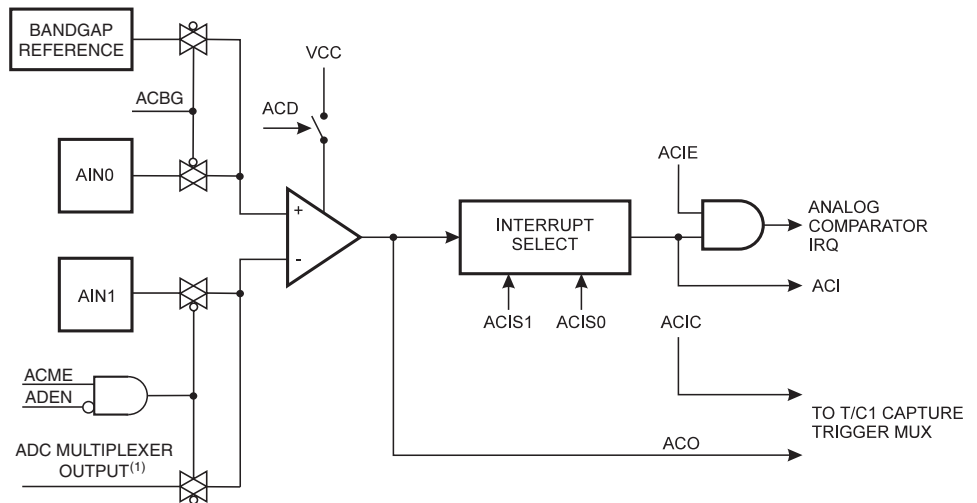 BANDGAP
REFERENCE
VCC
ACBG
ACD
AIN0
ACIE
+
-
INTERRUPT
SELECT
ANALOG
COMPARATOR
IRQ
AIN1
ACI
ACIS1
ACIS0
ACIC
ACME
ADEN
TO T/C1 CAPTURE
TRIGGER MUX
ACO
ADC MULTIPLEXER
OUTPUT(1)